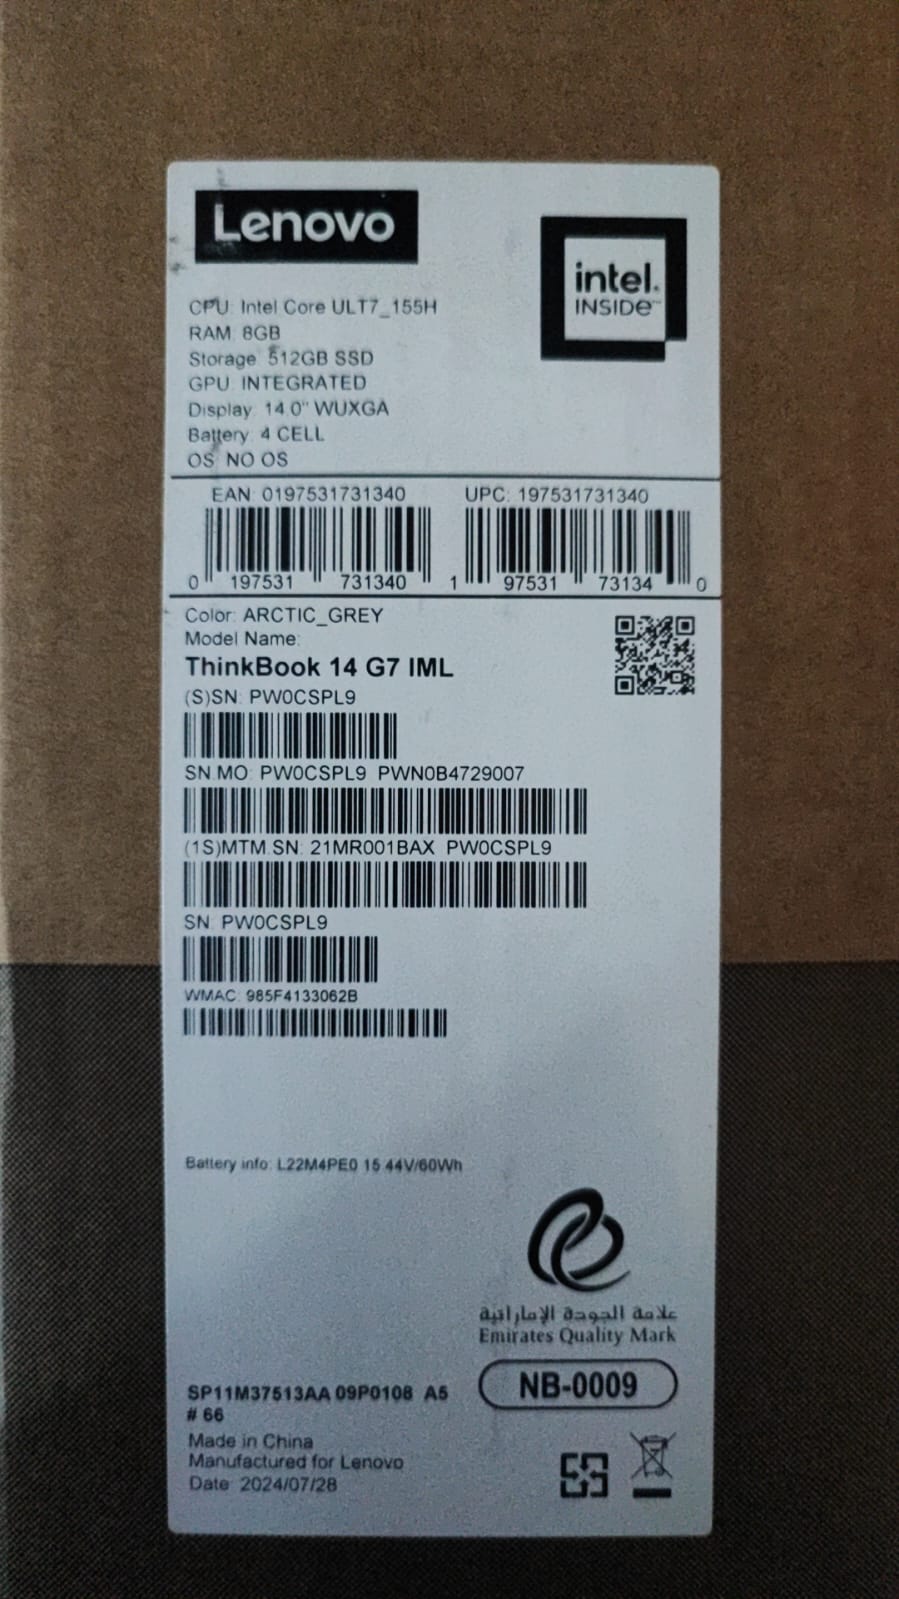 Lenovo
intel.
INSIDe™
CPU: Intel Core ULT7_155H
RAM: 8GB
Storage: 512GB SSD
GPU: INTEGRATED
Display: 14.0" WUXGA
Battery: 4 CELL
OS: NO OS
EAN: 0197531731340
UPC: 197531731340
0 197531 731340
1 97531 73134 0
Color: ARCTIC_GREY
Model Name:
ThinkBook 14 G7 IML
(S)SN: PW0CSPL9
SN.MO: PW0CSPL9 PWN0B4729007
(1S)MTM.SN: 21MR001BAX PW0CSPL9
SN: PW0CSPL9
WMAC: 985F4133062B
Battery info: L22M4PE0 15.44V/60Wh
علامة الجودة الإماراتية
Emirates Quality Mark
NB-0009
SP11M37513AA 09P0108 A5
# 66
Made in China
Manufactured for Lenovo
Date: 2024/07/28